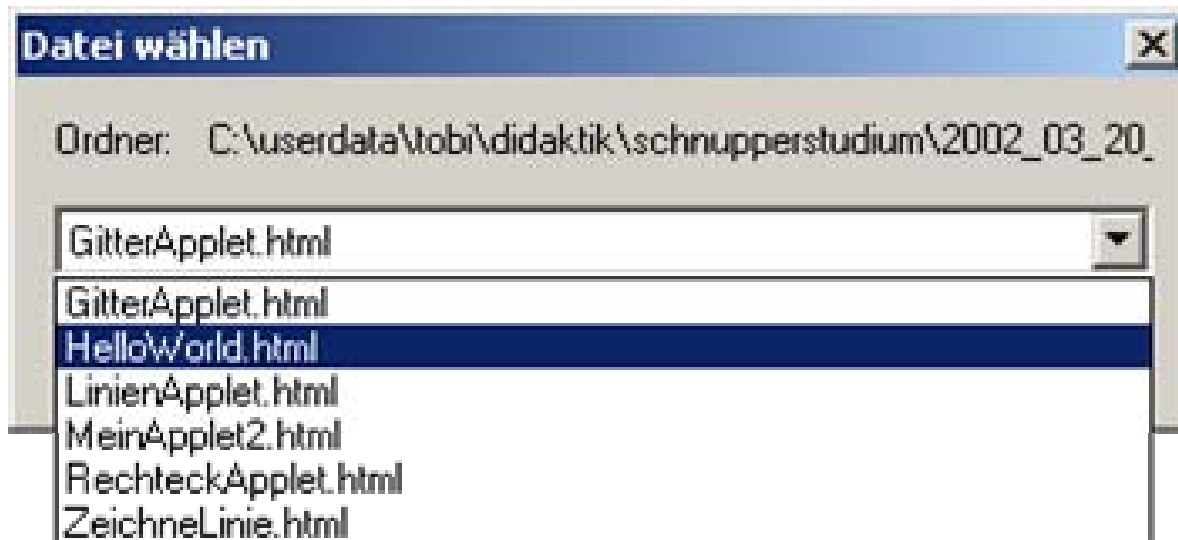 Datei wählen
Ordner: C:\userdata\tobi\didaktik\schnupperstudium\2002_03_20_
GitterApplet.html
GitterApplet.html
HelloWorld.html
LinienApplet.html
MeinApplet2.html
RechteckApplet.html
ZeichneLinie.html